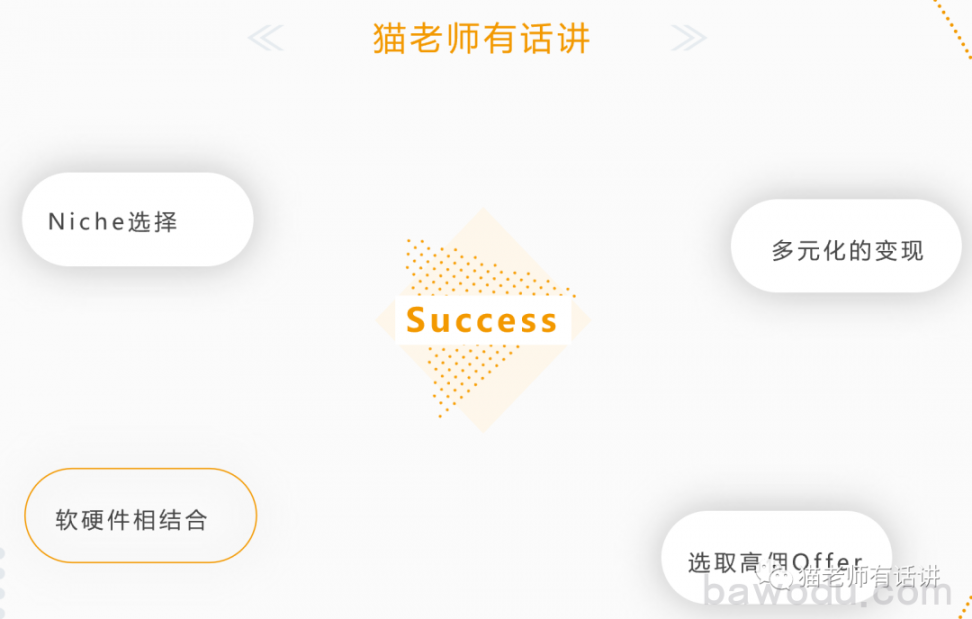 猫老师有话讲
Niche选择
多元化的变现
Success
软硬件相结合
选取高佣Offer
猫老师有话讲
bawodu.com